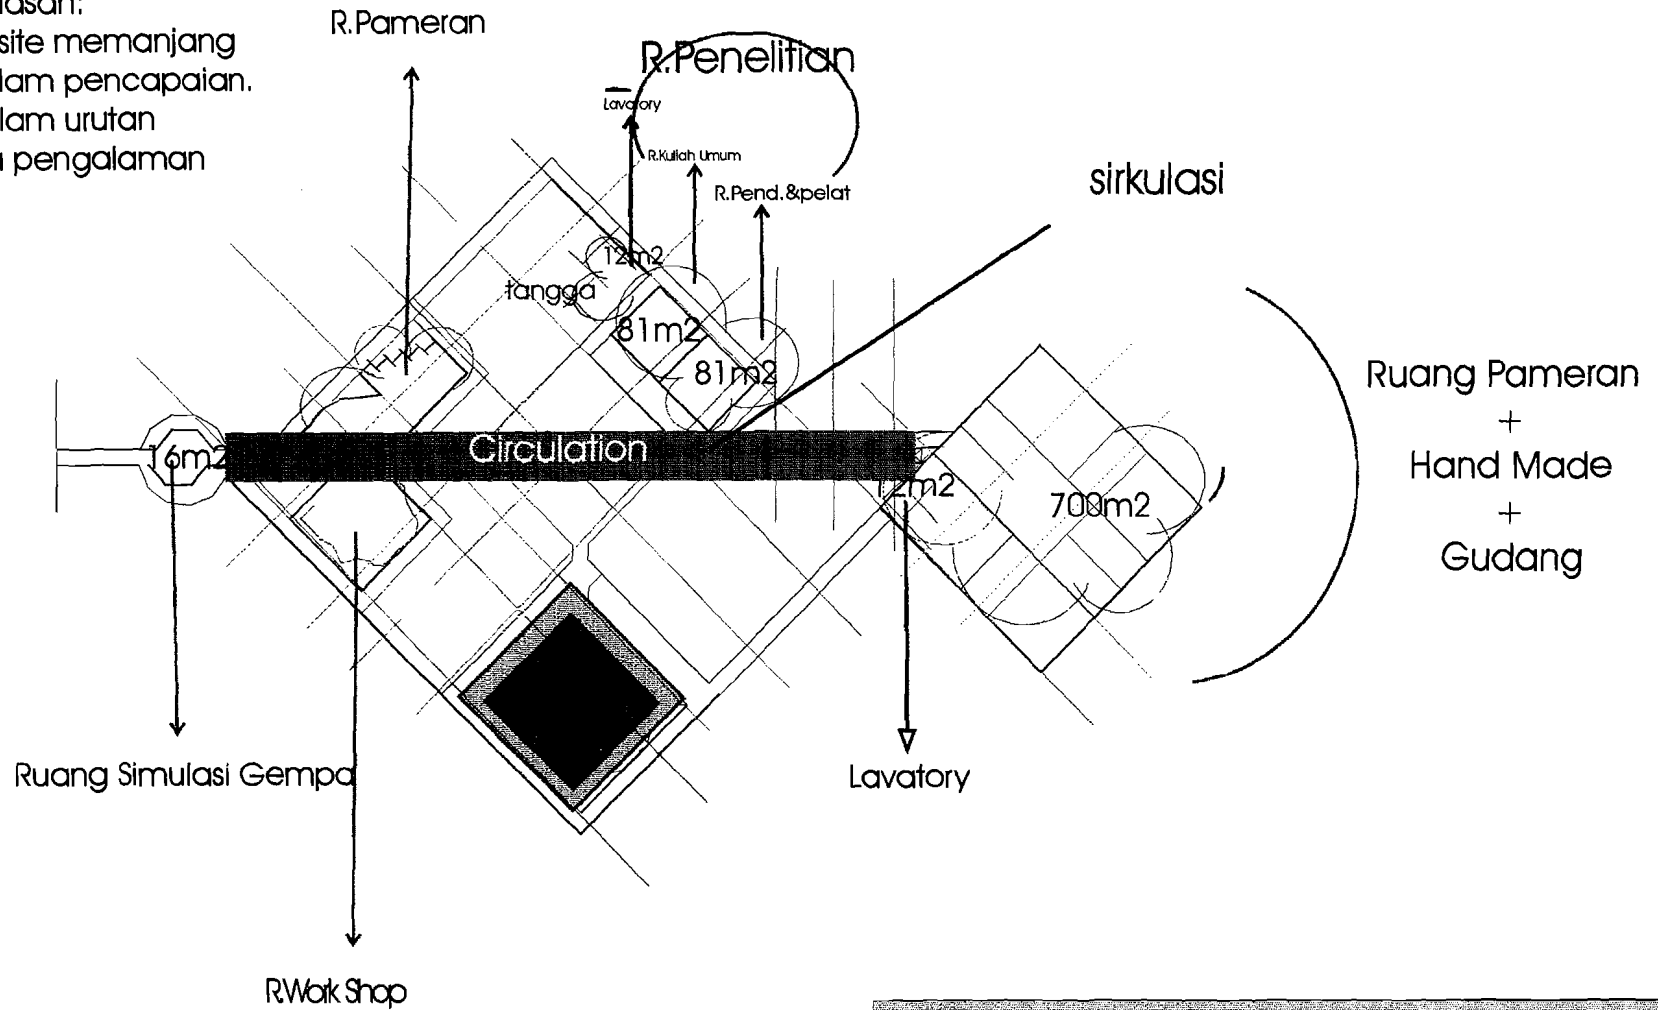 asan:
site memanjang
lam pencapaian.
lam urutan
pengalaman
R.Pameran
R.Penelitian
Lavatory
R.Kuliah Umum
R.Pend.&pelat
sirkulasi
12m2
tangga
81m2
81m2
Circulation
16m2
12m2
700m2
Ruang Pameran
+
Hand Made
+
Gudang
Ruang Simulasi Gempa
Lavatory
R.Work Shop